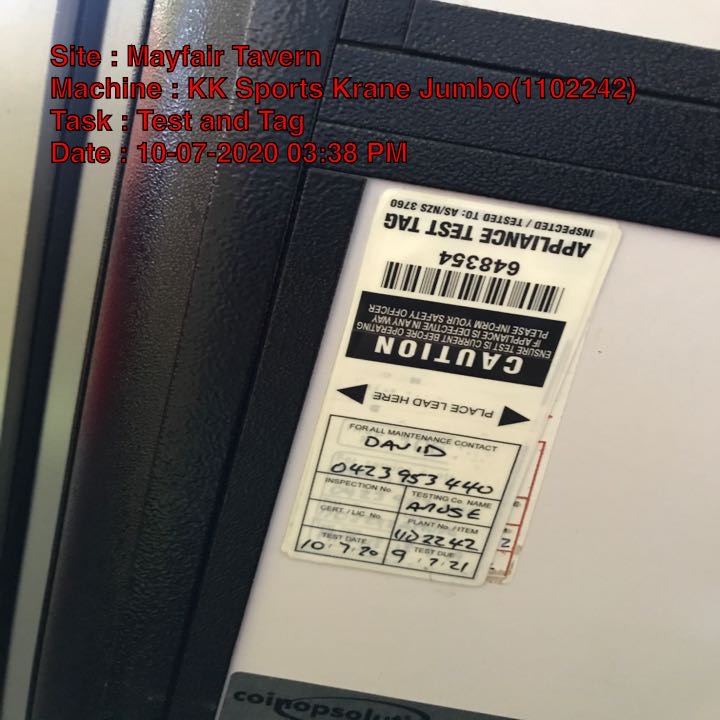 Site : Mayfair Tavern
Machine : KK Sports Krane Jumbo(1102242)
Task : Test and Tag
Date : 10-07-2020 03:38 PM
INSPECTED / TESTED TO: AS/NZS 3760
APPLIANCE TEST TAG
648354
CAUTION
ENSURE TEST IS CURRENT BEFORE OPERATING
IF APPLIANCE IS DEFECTIVE IN ANY WAY
PLEASE INFORM YOUR SAFETY OFFICER
PLACE LEAD HERE
FOR ALL MAINTENANCE CONTACT
DAVID
0423 953 440
INSPECTION No.
TESTING Co. NAME
AMUSE
CERT. / LIC. No.
PLANT No. / ITEM
1102242
TEST DATE
10 . 7 . 20
TEST DUE
9 . 7 . 21
coinopsoluti